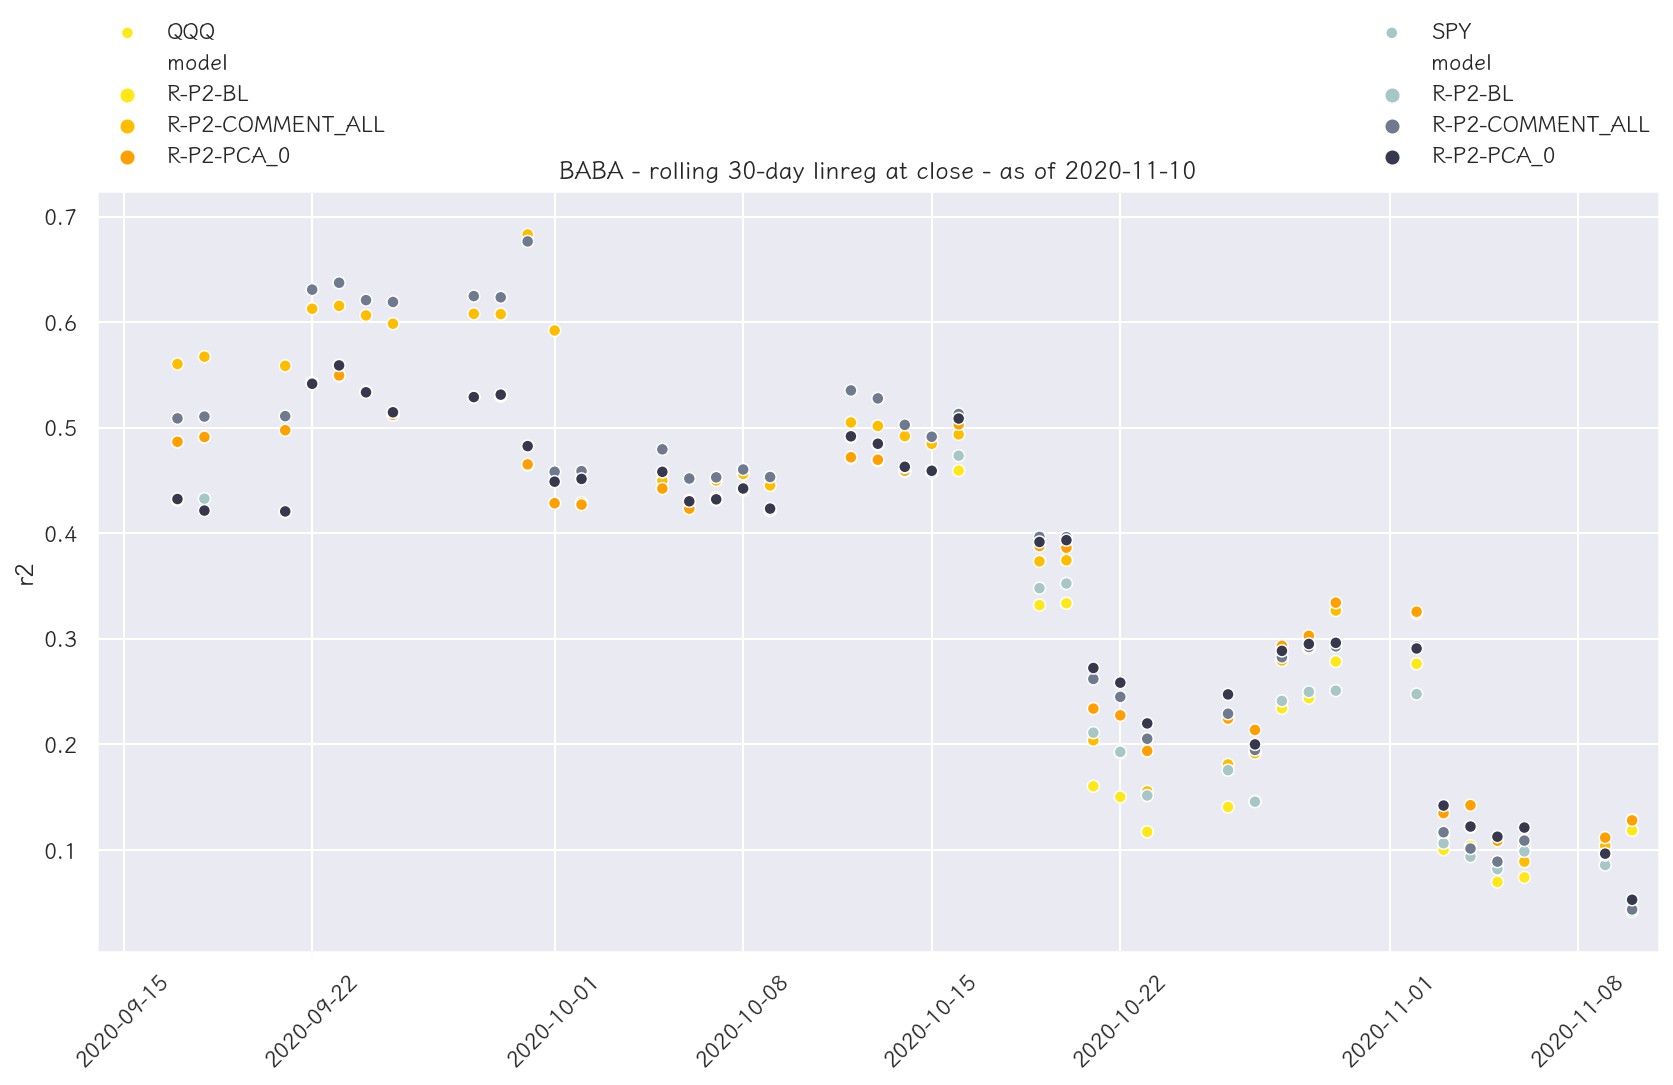 QQQ
model
R-P2-BL
R-P2-COMMENT_ALL
R-P2-PCA_0
SPY
model
R-P2-BL
R-P2-COMMENT_ALL
R-P2-PCA_0
BABA - rolling 30-day linreg at close - as of 2020-11-10
r2
0.7
0.6
0.5
0.4
0.3
0.2
0.1
2020-09-15
2020-09-22
2020-10-01
2020-10-08
2020-10-15
2020-10-22
2020-11-01
2020-11-08